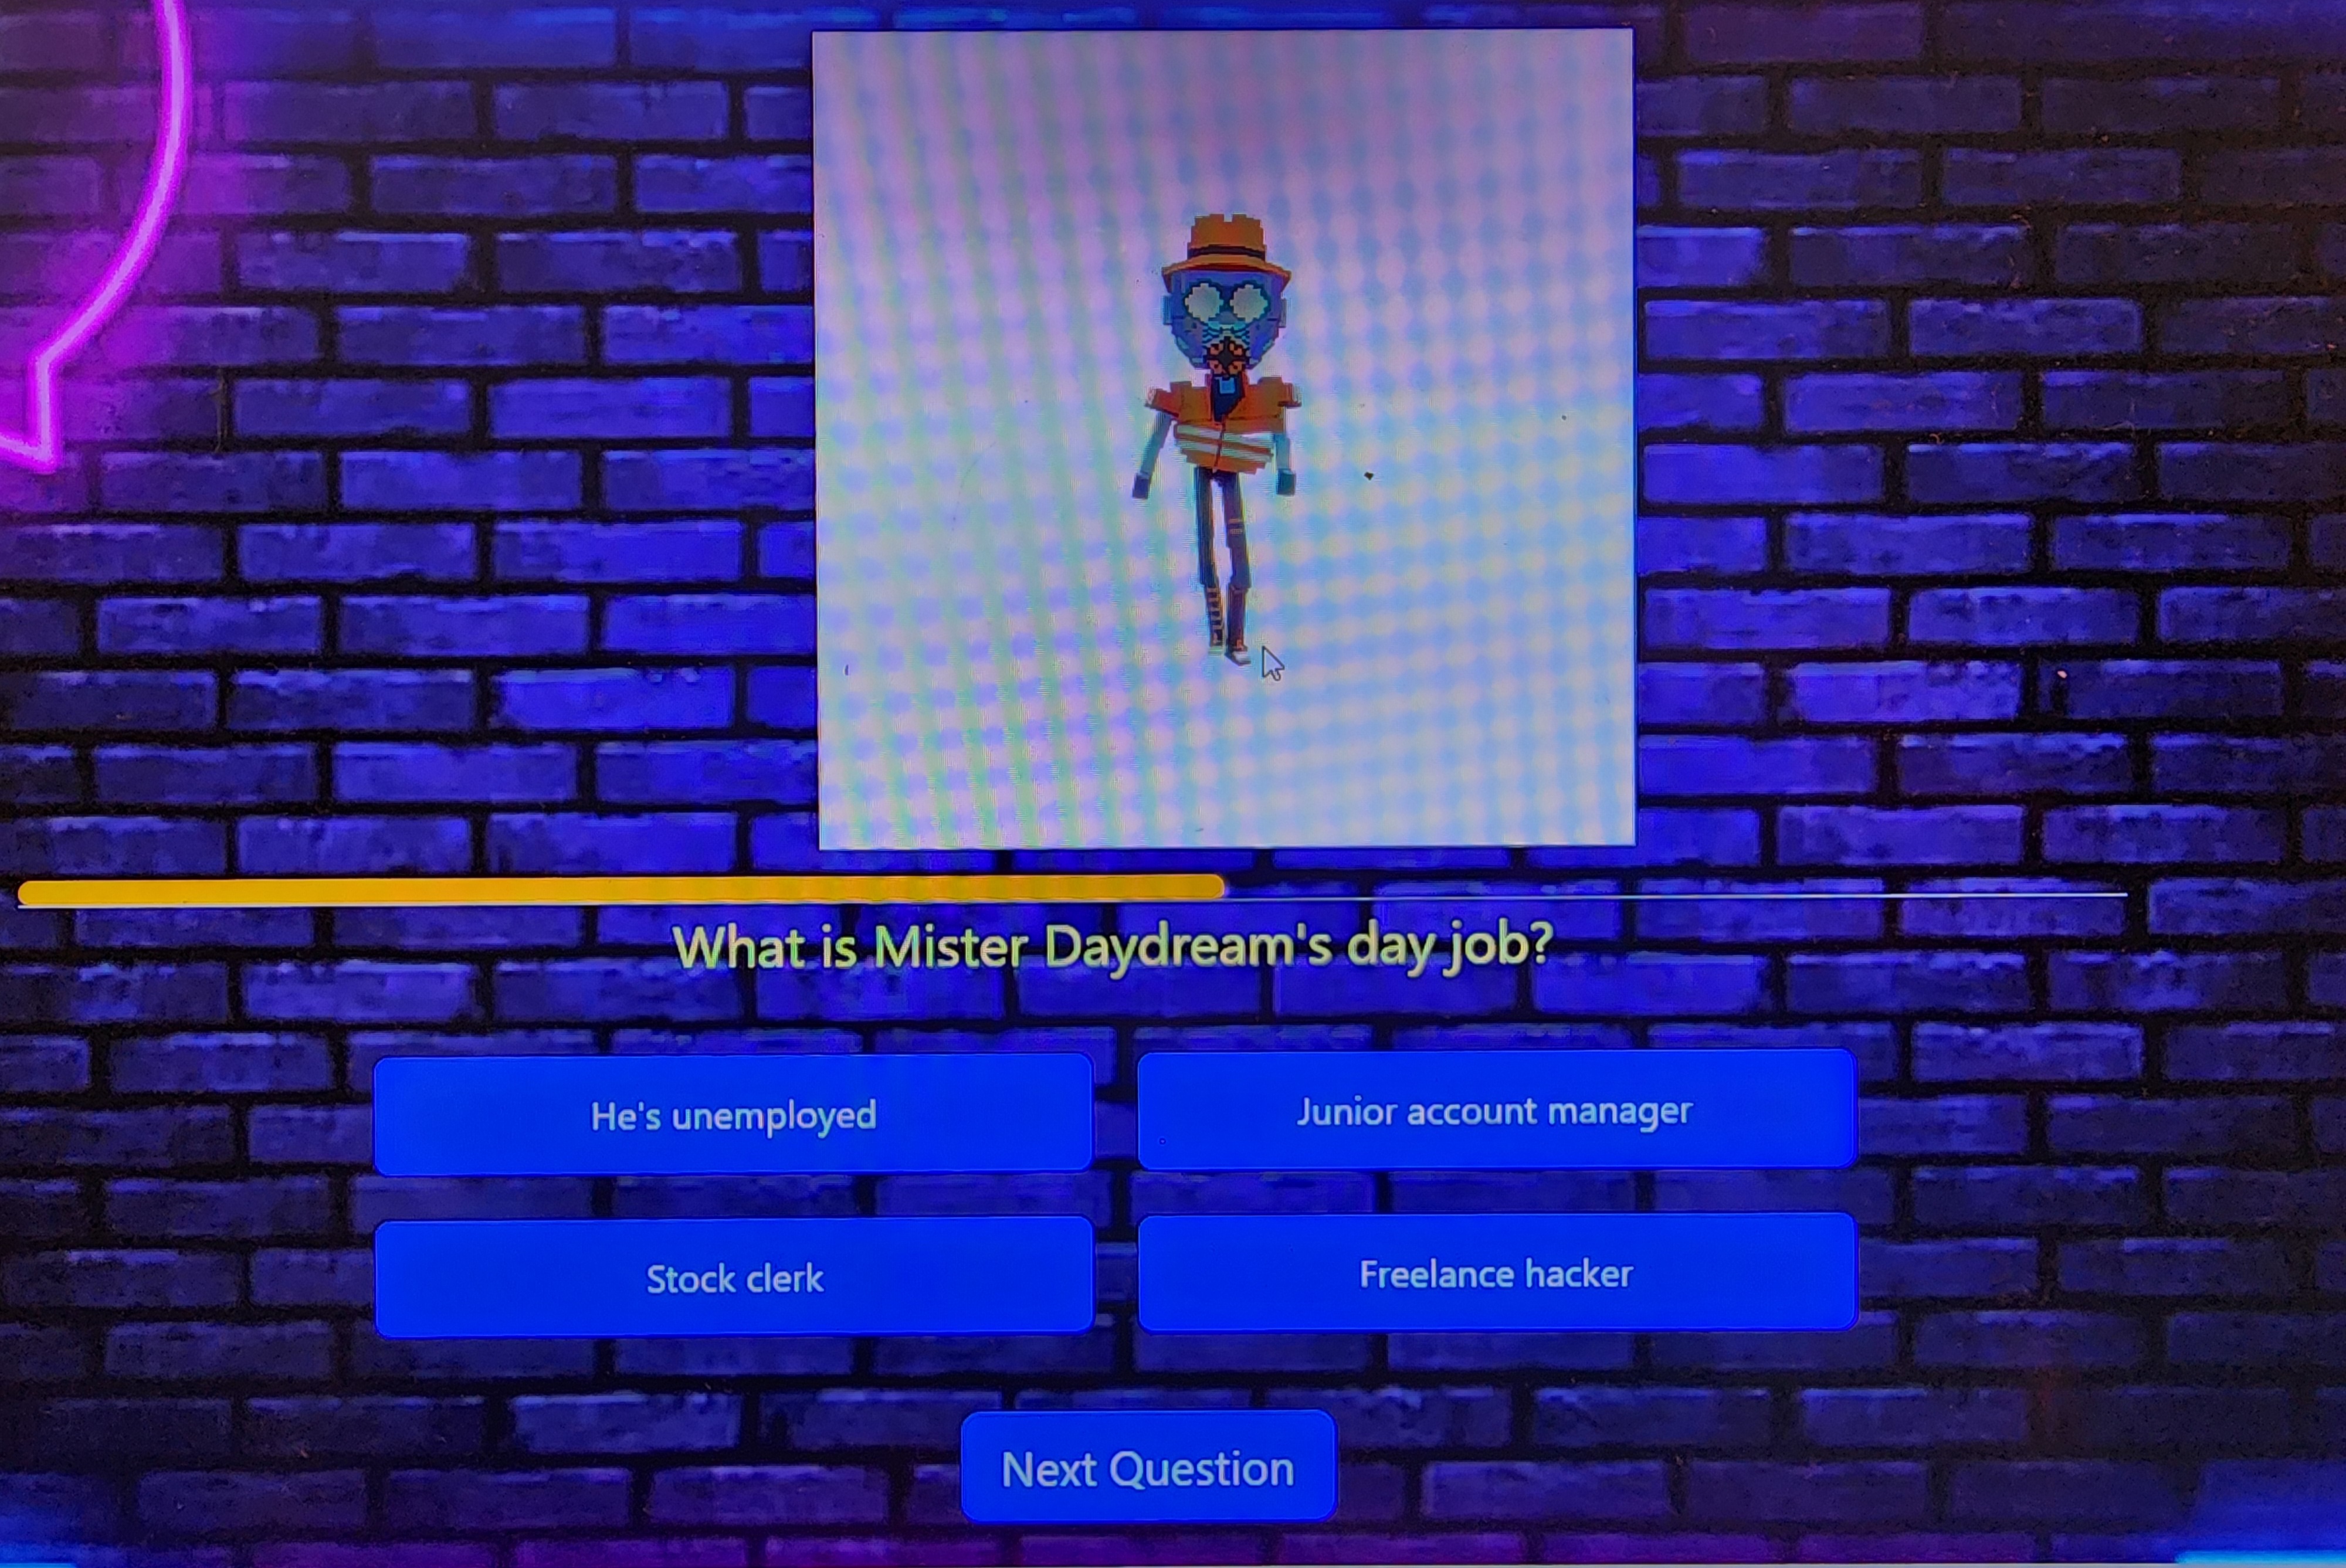 What is Mister Daydream's day job?
He's unemployed
Junior account manager
Stock clerk
Freelance hacker
Next Question